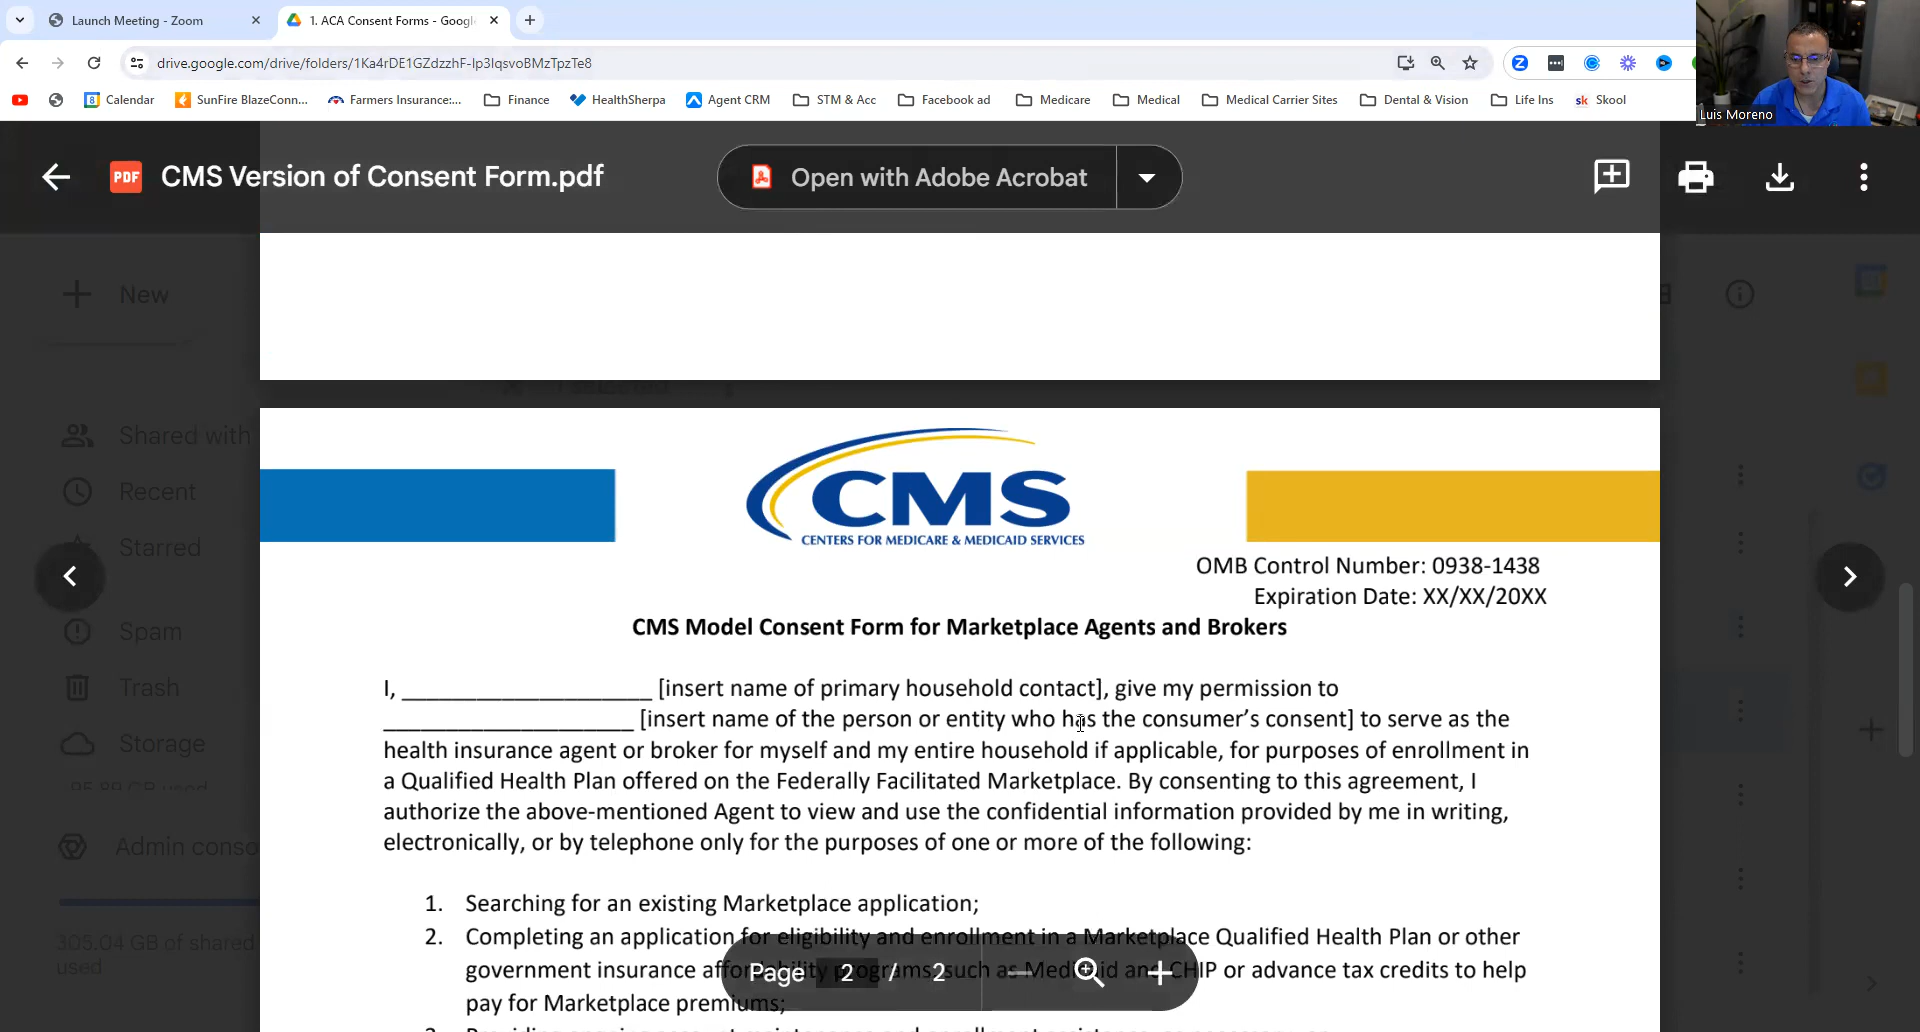 Launch Meeting - Zoom
1. ACA Consent Forms - Google
drive.google.com/drive/folders/1Ka4rDE1GZdzzhF-Ip3IqsvoBMzTpzTe8
Calendar
SunFire BlazeConn...
Farmers Insurance:...
Finance
HealthSherpa
Agent CRM
STM & Acc
Facebook ad
Medicare
Medical
Medical Carrier Sites
Dental & Vision
Life Ins
sk Skool
Luis Moreno
PDF CMS Version of Consent Form.pdf
Open with Adobe Acrobat
New
Shared with
Recent
Starred
Spam
Trash
Storage
Admin conso
305.04 GB of shared
used
CMS
CENTERS FOR MEDICARE & MEDICAID SERVICES
OMB Control Number: 0938-1438
Expiration Date: XX/XX/20XX
CMS Model Consent Form for Marketplace Agents and Brokers
I, ____________________ [insert name of primary household contact], give my permission to
____________________ [insert name of the person or entity who has the consumer’s consent] to serve as the
health insurance agent or broker for myself and my entire household if applicable, for purposes of enrollment in
a Qualified Health Plan offered on the Federally Facilitated Marketplace. By consenting to this agreement, I
authorize the above-mentioned Agent to view and use the confidential information provided by me in writing,
electronically, or by telephone only for the purposes of one or more of the following:
1. Searching for an existing Marketplace application;
2. Completing an application for eligibility and enrollment in a Marketplace Qualified Health Plan or other
government insurance affordability programs, such as Medicaid and CHIP or advance tax credits to help
pay for Marketplace premiums;
Page 2 / 2